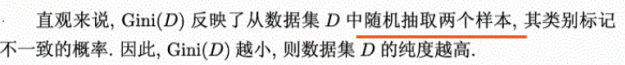 直观来说, Gini(D) 反映了从数据集 D 中随机抽取两个样本, 其类别标记
不一致的概率. 因此, Gini(D) 越小, 则数据集 D 的纯度越高.